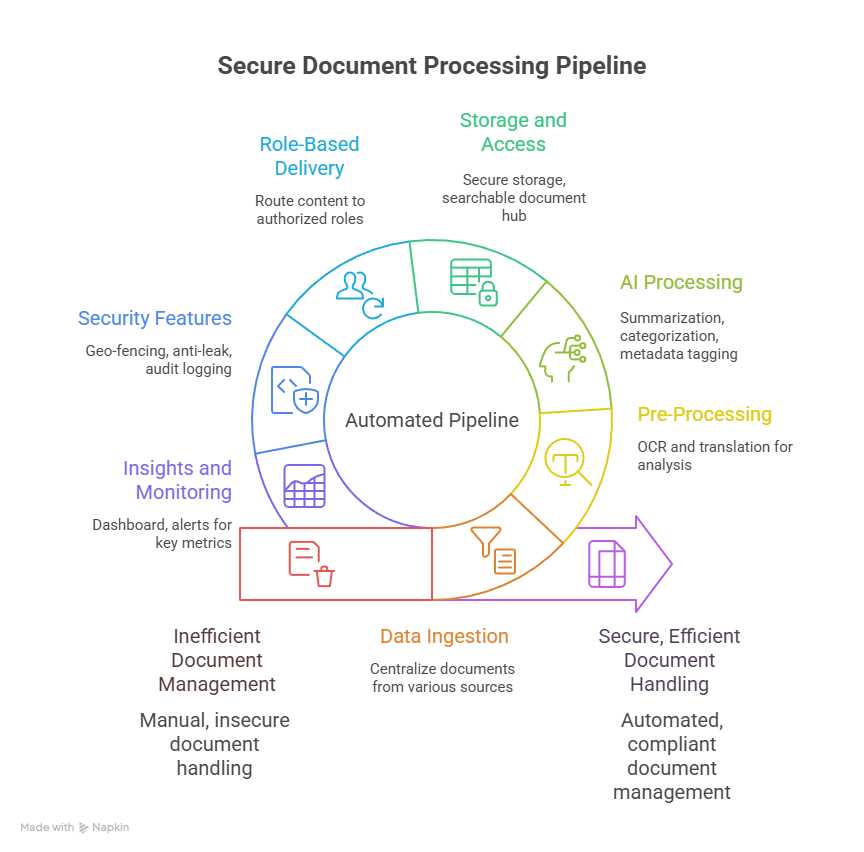 Secure Document Processing Pipeline
Storage and
Access
Secure storage,
searchable document
hub
Role-Based
Delivery
Route content to
authorized roles
AI Processing
Summarization,
categorization,
metadata tagging
Security Features
Geo-fencing, anti-leak,
audit logging
Automated Pipeline
Pre-Processing
OCR and translation for
analysis
Insights and
Monitoring
Dashboard, alerts for
key metrics
Inefficient
Document
Management
Manual, insecure
document
handling
Data Ingestion
Centralize documents
from various sources
Secure, Efficient
Document
Handling
Automated,
compliant
document
management
Made with Napkin